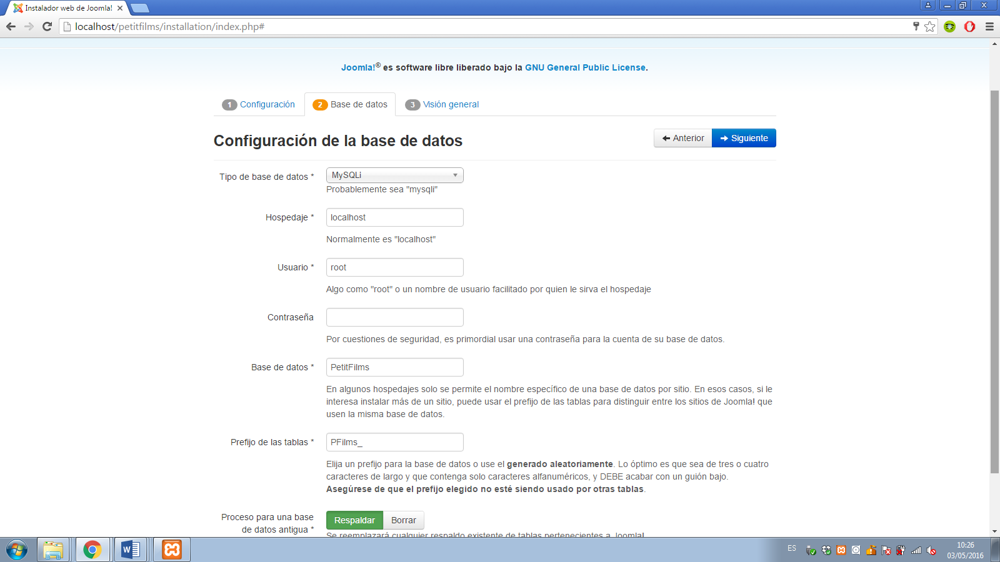 Instalador web de Joomla!
localhost/petitfilms/installation/index.php#
Joomla!® es software libre liberado bajo la GNU General Public License.
1 Configuración
2 Base de datos
3 Visión general
Configuración de la base de datos
Anterior
Siguiente
Tipo de base de datos *
MySQLi
Probablemente sea "mysqli"
Hospedaje *
localhost
Normalmente es "localhost"
Usuario *
root
Algo como "root" o un nombre de usuario facilitado por quien le sirva el hospedaje
Contraseña
Por cuestiones de seguridad, es primordial usar una contraseña para la cuenta de su base de datos.
Base de datos *
PetitFilms
En algunos hospedajes solo se permite el nombre específico de una base de datos por sitio. En esos casos, si le
interesa instalar más de un sitio, puede usar el prefijo de las tablas para distinguir entre los sitios de Joomla! que
usen la misma base de datos.
Prefijo de las tablas *
PFilms_
Elija un prefijo para la base de datos o use el generado aleatoriamente. Lo óptimo es que sea de tres o cuatro
caracteres de largo y que contenga solo caracteres alfanuméricos, y DEBE acabar con un guión bajo.
Asegúrese de que el prefijo elegido no esté siendo usado por otras tablas.
Proceso para una base
de datos antigua *
Respaldar
Borrar
Se reemplazará cualquier respaldo existente de tablas pertenecientes a Joomla!
ES
10:26
03/05/2016